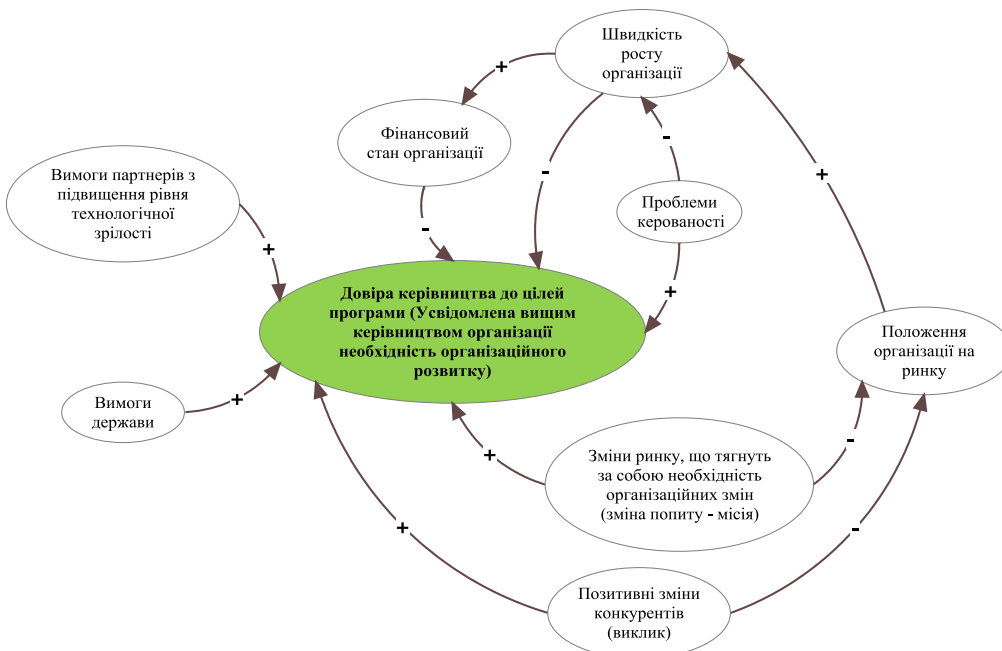 Швидкість
росту
організації
+
Фінансовий
стан організації
-
-
-
Вимоги партнерів з
підвищення рівня
технологічної
зрілості
+
Проблеми
керованості
+
+
Довіра керівництва до цілей
програми (Усвідомлена вищим
керівництвом організації
необхідність організаційного
розвитку)
Положення
організації на
ринку
Вимоги
держави
+
+
-
Зміни ринку, що тягнуть
за собою необхідність
організаційних змін
(зміна попиту - місія)
+
-
Позитивні зміни
конкурентів
(виклик)